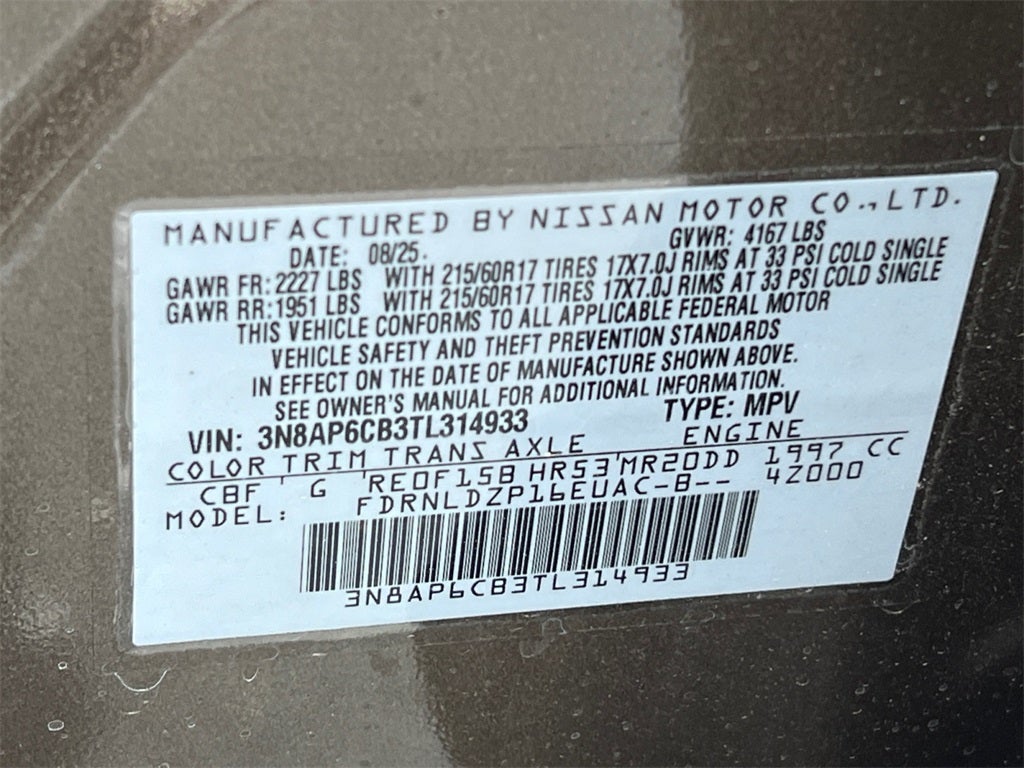 MANUFACTURED BY NISSAN MOTOR CO., LTD.
DATE: 08/25. GVWR: 4167 LBS
GAWR FR: 2227 LBS WITH 215/60R17 TIRES 17X7.0J RIMS AT 33 PSI COLD SINGLE
GAWR RR: 1951 LBS WITH 215/60R17 TIRES 17X7.0J RIMS AT 33 PSI COLD SINGLE
THIS VEHICLE CONFORMS TO ALL APPLICABLE FEDERAL MOTOR
VEHICLE SAFETY AND THEFT PREVENTION STANDARDS
IN EFFECT ON THE DATE OF MANUFACTURE SHOWN ABOVE.
SEE OWNER'S MANUAL FOR ADDITIONAL INFORMATION.
VIN: 3N8AP6CB3TL314933 TYPE: MPV
COLOR TRIM TRANS AXLE ENGINE
CBF ' G 'RE0F15B HR53'MR20DD 1997 CC
MODEL: FDRNLDZP16EUAC-B-- 42000
3N8AP6CB3TL314933